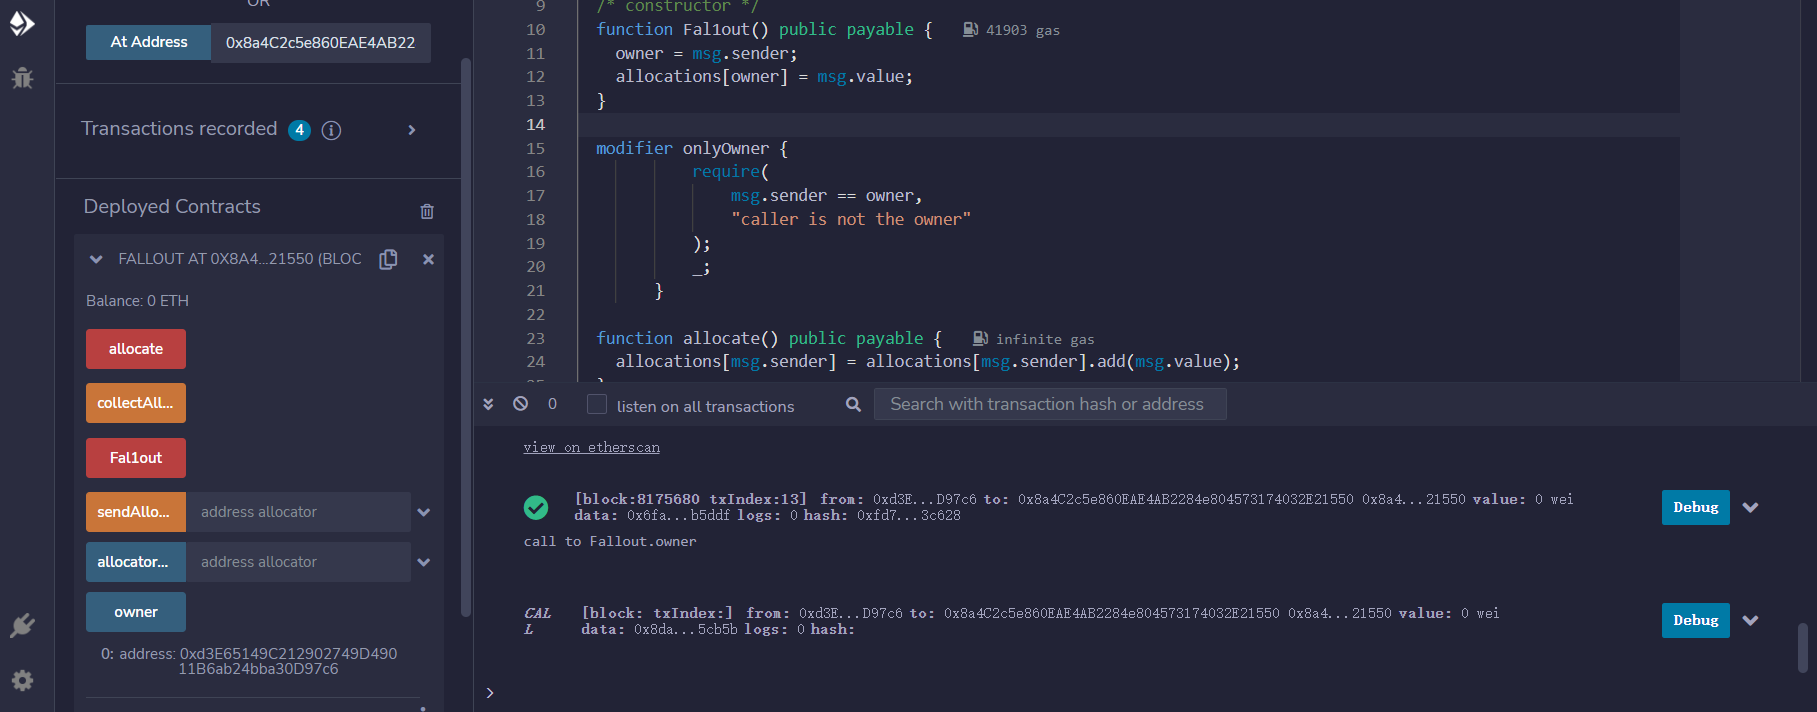 OR
At Address
0x8a4C2c5e860EAE4AB22
Transactions recorded 4 i
Deployed Contracts
FALLOUT AT 0X8A4...21550 (BLOC
Balance: 0 ETH
allocate
collectAll...
Fal1out
sendAllo...
address allocator
allocator...
address allocator
owner
0: address: 0xd3E65149C212902749D490
11B6ab24bba30D97c6
9 /* constructor */
10 function Fal1out() public payable { 41903 gas
11 owner = msg.sender;
12 allocations[owner] = msg.value;
13 }
14
15 modifier onlyOwner {
16 require(
17 msg.sender == owner,
18 "caller is not the owner"
19 );
20 _;
21 }
22
23 function allocate() public payable { infinite gas
24 allocations[msg.sender] = allocations[msg.sender].add(msg.value);
0
listen on all transactions
Search with transaction hash or address
view on etherscan
[block:8175680 txIndex:13] from: 0xd3E...D97c6 to: 0x8a4C2c5e860EAE4AB2284e804573174032E21550 0x8a4...21550 value: 0 wei
data: 0x6fa...b5ddf logs: 0 hash: 0xfd7...3c628
Debug
call to Fallout.owner
CAL
L
[block: txIndex:] from: 0xd3E...D97c6 to: 0x8a4C2c5e860EAE4AB2284e804573174032E21550 0x8a4...21550 value: 0 wei
data: 0x8da...5cb5b logs: 0 hash:
Debug
>